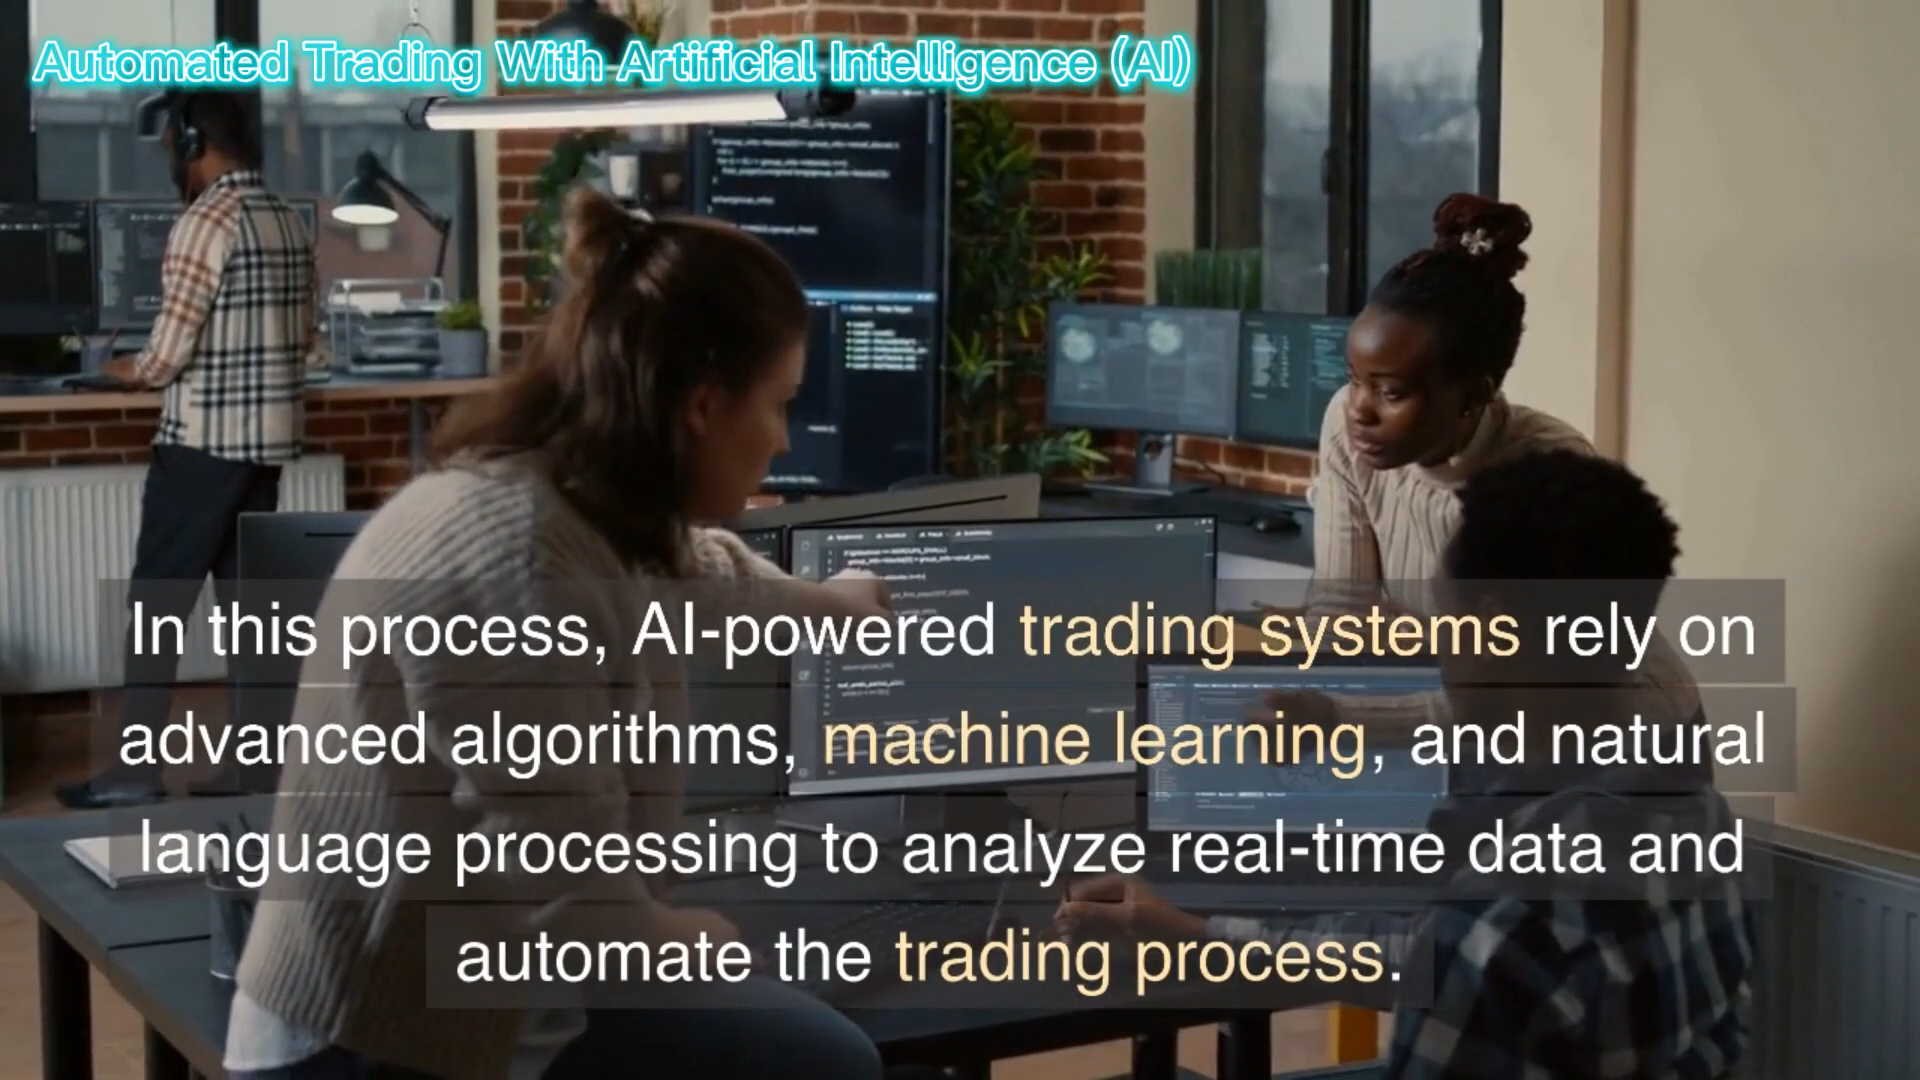 Automated Trading With Artificial Intelligence (AI)
In this process, AI-powered trading systems rely on
advanced algorithms, machine learning, and natural
language processing to analyze real-time data and
automate the trading process.